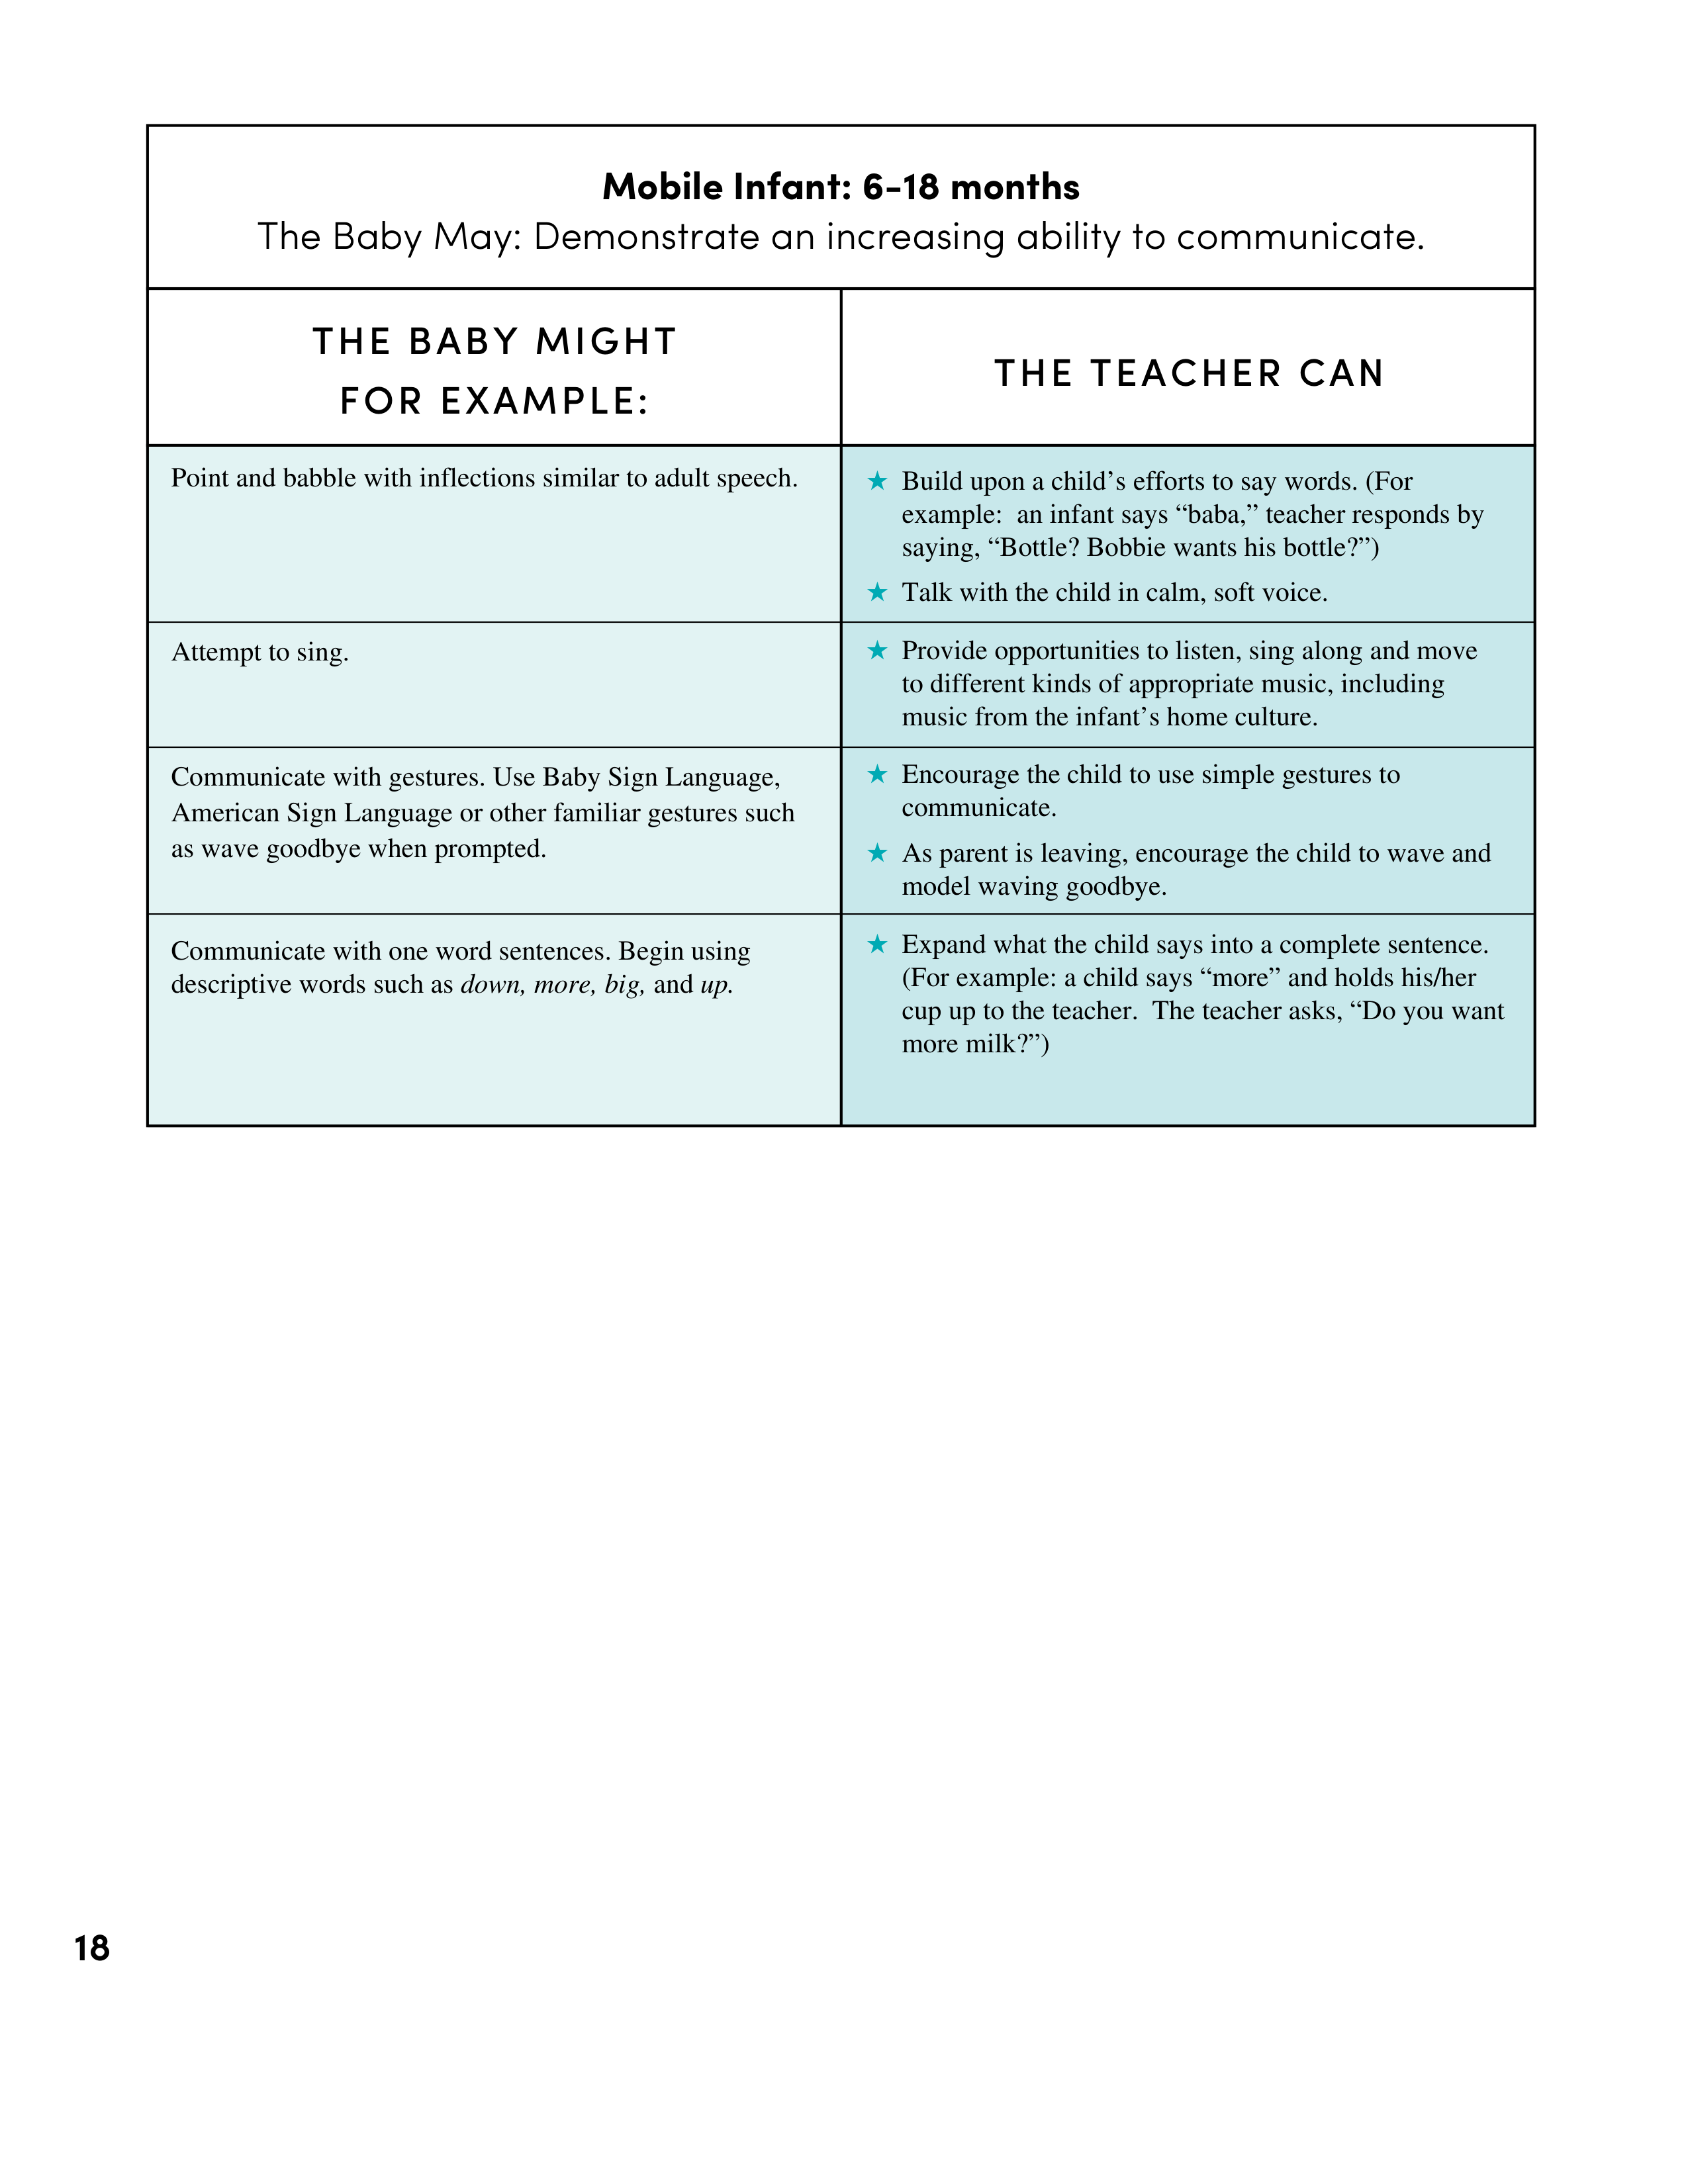 Mobile Infant: 6-18 months
The Baby May: Demonstrate an increasing ability to communicate.
THE BABY MIGHT
FOR EXAMPLE:
THE TEACHER CAN
Point and babble with inflections similar to adult speech.
★ Build upon a child’s efforts to say words. (For
example:  an infant says “baba,” teacher responds by
saying, “Bottle? Bobbie wants his bottle?”)
★ Talk with the child in calm, soft voice.
Attempt to sing.
★ Provide opportunities to listen, sing along and move
to different kinds of appropriate music, including
music from the infant’s home culture.
Communicate with gestures. Use Baby Sign Language,
American Sign Language or other familiar gestures such
as wave goodbye when prompted.
★ Encourage the child to use simple gestures to
communicate.
★ As parent is leaving, encourage the child to wave and
model waving goodbye.
Communicate with one word sentences. Begin using
descriptive words such as down, more, big, and up.
★ Expand what the child says into a complete sentence.
(For example: a child says “more” and holds his/her
cup up to the teacher.  The teacher asks, “Do you want
more milk?”)
18